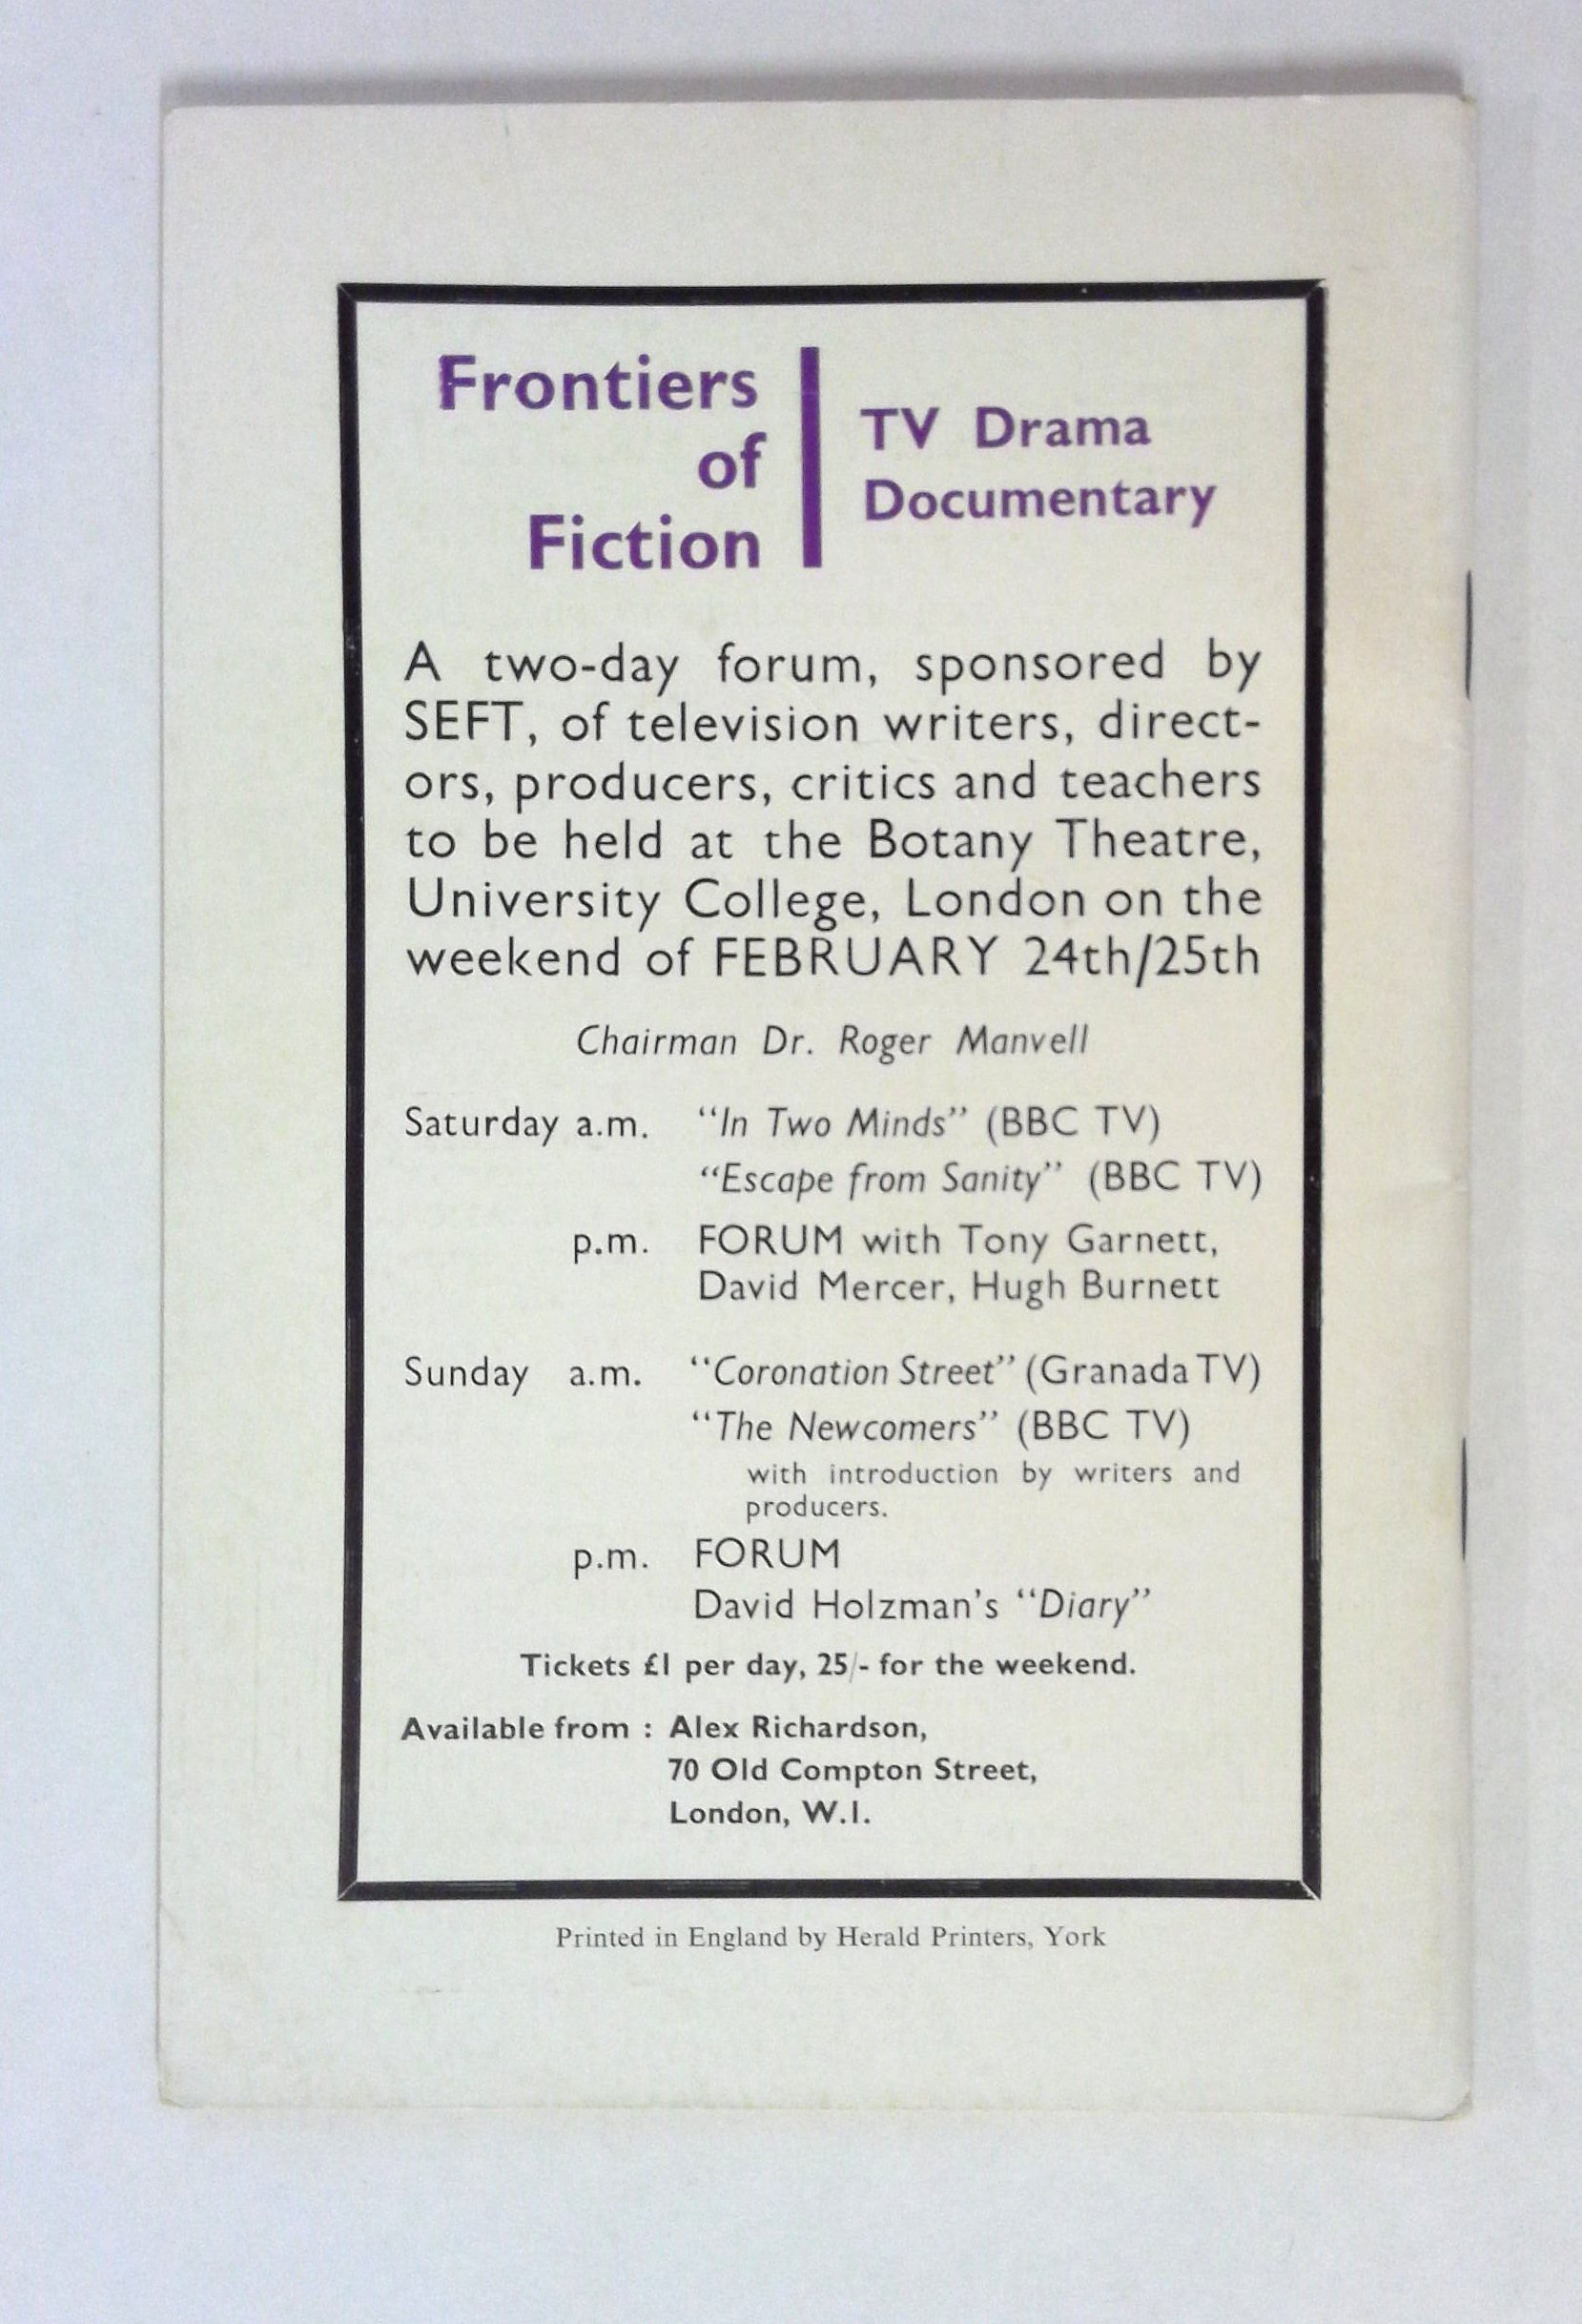 Frontiers
of
Fiction
TV Drama
Documentary
A two-day forum, sponsored by
SEFT, of television writers, direct-
ors, producers, critics and teachers
to be held at the Botany Theatre,
University College, London on the
weekend of FEBRUARY 24th/25th
Chairman Dr. Roger Manvell
Saturday a.m. "In Two Minds" (BBC TV)
"Escape from Sanity" (BBC TV)
p.m. FORUM with Tony Garnett,
David Mercer, Hugh Burnett
Sunday a.m. "Coronation Street" (Granada TV)
"The Newcomers" (BBC TV)
with introduction by writers and
producers.
p.m. FORUM
David Holzman's "Diary"
Tickets £1 per day, 25/- for the weekend.
Available from : Alex Richardson,
70 Old Compton Street,
London, W.1.
Printed in England by Herald Printers, York